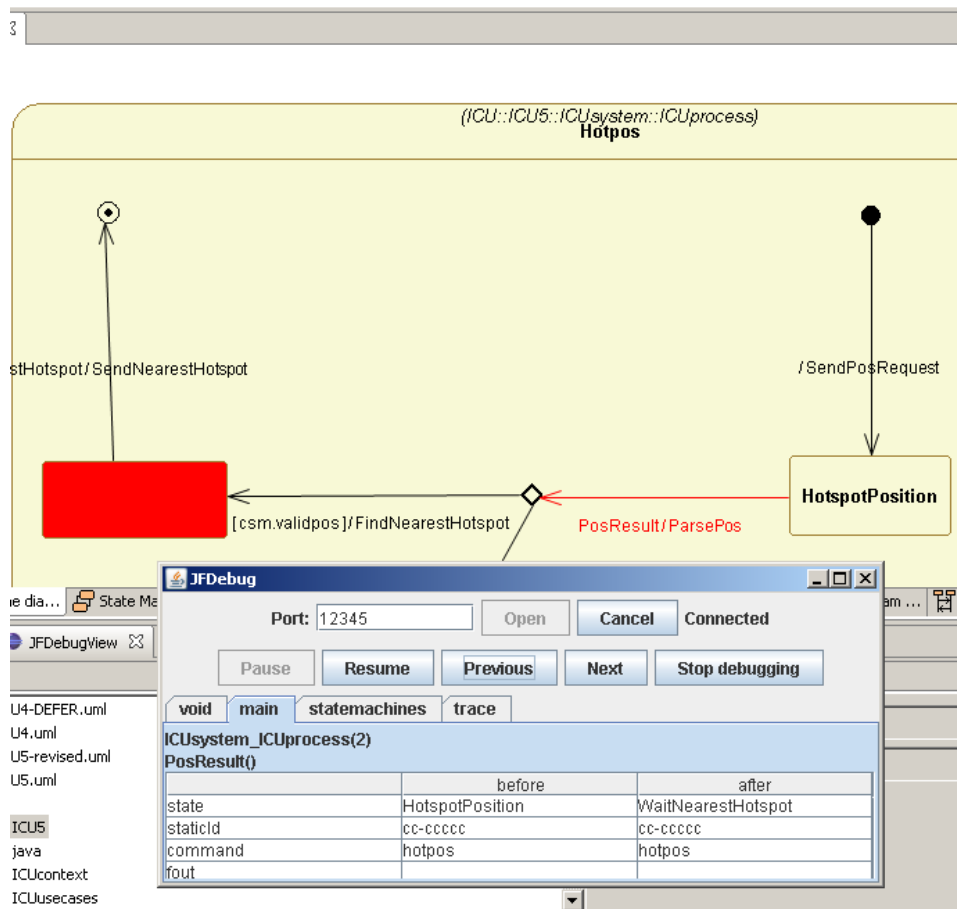 (ICU::ICU5::ICUsystem::ICUprocess)
Hotpos
stHotspot/SendNearestHotspot
/SendPosRequest
HotspotPosition
[csm.validpos]/FindNearestHotspot
PosResult/ParsePos
JFDebug
ne dia...
State Ma
am ...
Port: 12345 Open Cancel Connected
JFDebugView
Pause Resume Previous Next Stop debugging
void main statemachines trace
ICUsystem_ICUprocess(2)
PosResult()
before after
state HotspotPosition WaitNearestHotspot
staticId cc-ccccc cc-ccccc
command hotpos hotpos
fout
U4-DEFER.uml
U4.uml
U5-revised.uml
U5.uml
ICU5
java
ICUcontext
ICUusecases